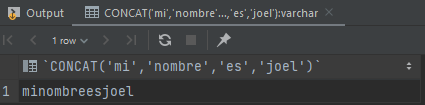 Output
CONCAT('mi','nombre'...,'es','joel'):varchar
1 row
`CONCAT('mi','nombre','es','joel')`
1 minombreesjoel